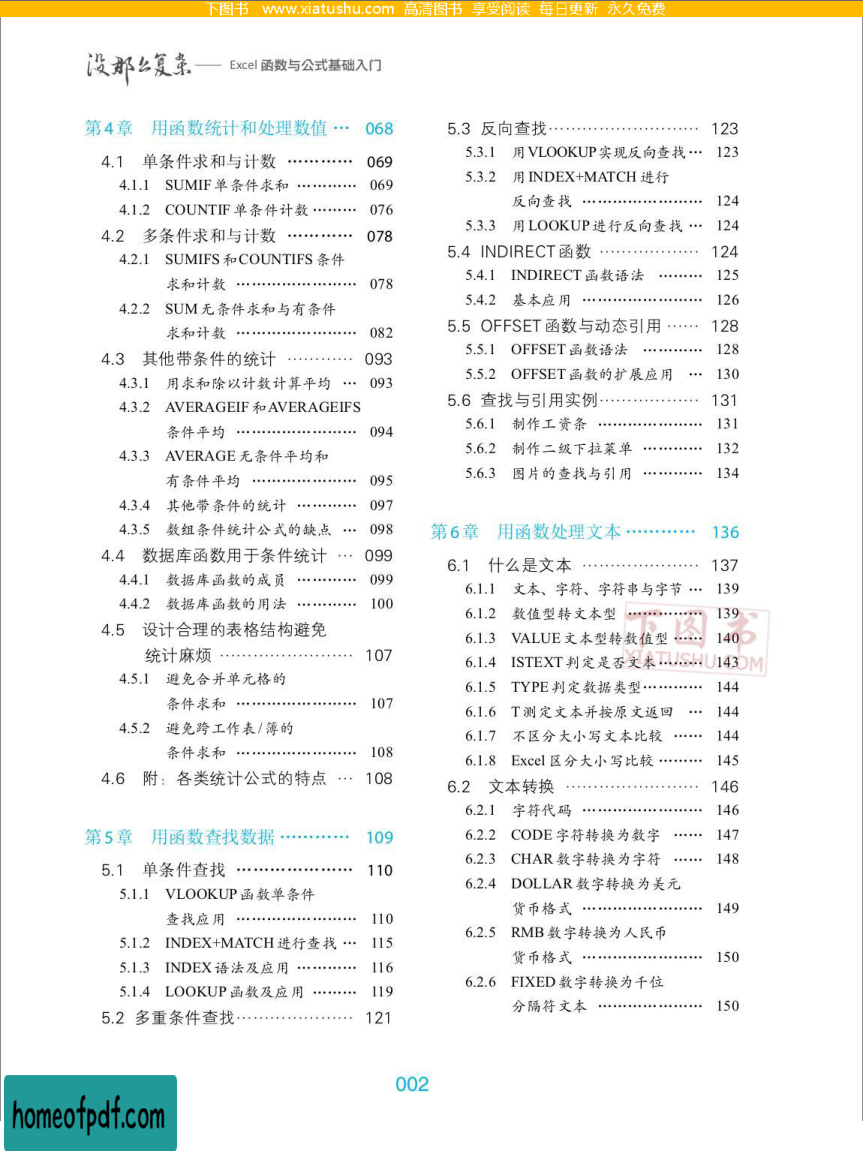 下图书 www.xiatushu.com 高清图书 享受阅读 每日更新 永久免费
没那么复杂 —— Excel 函数与公式基础入门
第4章 用函数统计和处理数值 … 068
4.1 单条件求和与计数 ………… 069
4.1.1 SUMIF 单条件求和 ………… 069
4.1.2 COUNTIF 单条件计数 ……… 076
4.2 多条件求和与计数 ………… 078
4.2.1 SUMIFS 和 COUNTIFS 条件
求和计数 …………………… 078
4.2.2 SUM 无条件求和与有条件
求和计数 …………………… 082
4.3 其他带条件的统计 ………… 093
4.3.1 用求和除以计数计算平均 … 093
4.3.2 AVERAGEIF 和 AVERAGEIFS
条件平均 …………………… 094
4.3.3 AVERAGE 无条件平均和
有条件平均 ………………… 095
4.3.4 其他带条件的统计 ………… 097
4.3.5 数组条件统计公式的缺点 … 098
4.4 数据库函数用于条件统计 … 099
4.4.1 数据库函数的成员 ………… 099
4.4.2 数据库函数的用法 ………… 100
4.5 设计合理的表格结构避免
统计麻烦 …………………… 107
4.5.1 避免合并单元格的
条件求和 …………………… 107
4.5.2 避免跨工作表/簿的
条件求和 …………………… 108
4.6 附：各类统计公式的特点 … 108
第5章 用函数查找数据 ………… 109
5.1 单条件查找 ………………… 110
5.1.1 VLOOKUP 函数单条件
查找应用 …………………… 110
5.1.2 INDEX+MATCH 进行查找 … 115
5.1.3 INDEX 语法及应用 ………… 116
5.1.4 LOOKUP 函数及应用 ……… 119
5.2 多重条件查找………………… 121
5.3 反向查找……………………… 123
5.3.1 用VLOOKUP实现反向查找 … 123
5.3.2 用 INDEX+MATCH 进行
反向查找 …………………… 124
5.3.3 用 LOOKUP 进行反向查找 … 124
5.4 INDIRECT 函数 ……………… 124
5.4.1 INDIRECT 函数语法 ……… 125
5.4.2 基本应用 …………………… 126
5.5 OFFSET 函数与动态引用 …… 128
5.5.1 OFFSET 函数语法 ………… 128
5.5.2 OFFSET 函数的扩展应用 … 130
5.6 查找与引用实例……………… 131
5.6.1 制作工资条 ………………… 131
5.6.2 制作二级下拉菜单 ………… 132
5.6.3 图片的查找与引用 ………… 134
第6章 用函数处理文本 ………… 136
6.1 什么是文本 ………………… 137
6.1.1 文本、字符、字符串与字节 … 139
6.1.2 数值型转文本型 …………… 139
6.1.3 VALUE 文本型转数值型 …… 140
6.1.4 ISTEXT 判定是否文本 ……… 143
6.1.5 TYPE 判定数据类型………… 144
6.1.6 T 测定文本并按原文返回 … 144
6.1.7 不区分大小写文本比较 …… 144
6.1.8 Excel 区分大小写比较 ……… 145
6.2 文本转换 …………………… 146
6.2.1 字符代码 …………………… 146
6.2.2 CODE 字符转换为数字 …… 147
6.2.3 CHAR 数字转换为字符 …… 148
6.2.4 DOLLAR 数字转换为美元
货币格式 …………………… 149
6.2.5 RMB 数字转换为人民币
货币格式 …………………… 150
6.2.6 FIXED 数字转换为千位
分隔符文本 ………………… 150
下图书
XIATUSHU.COM
002
homeofpdf.com